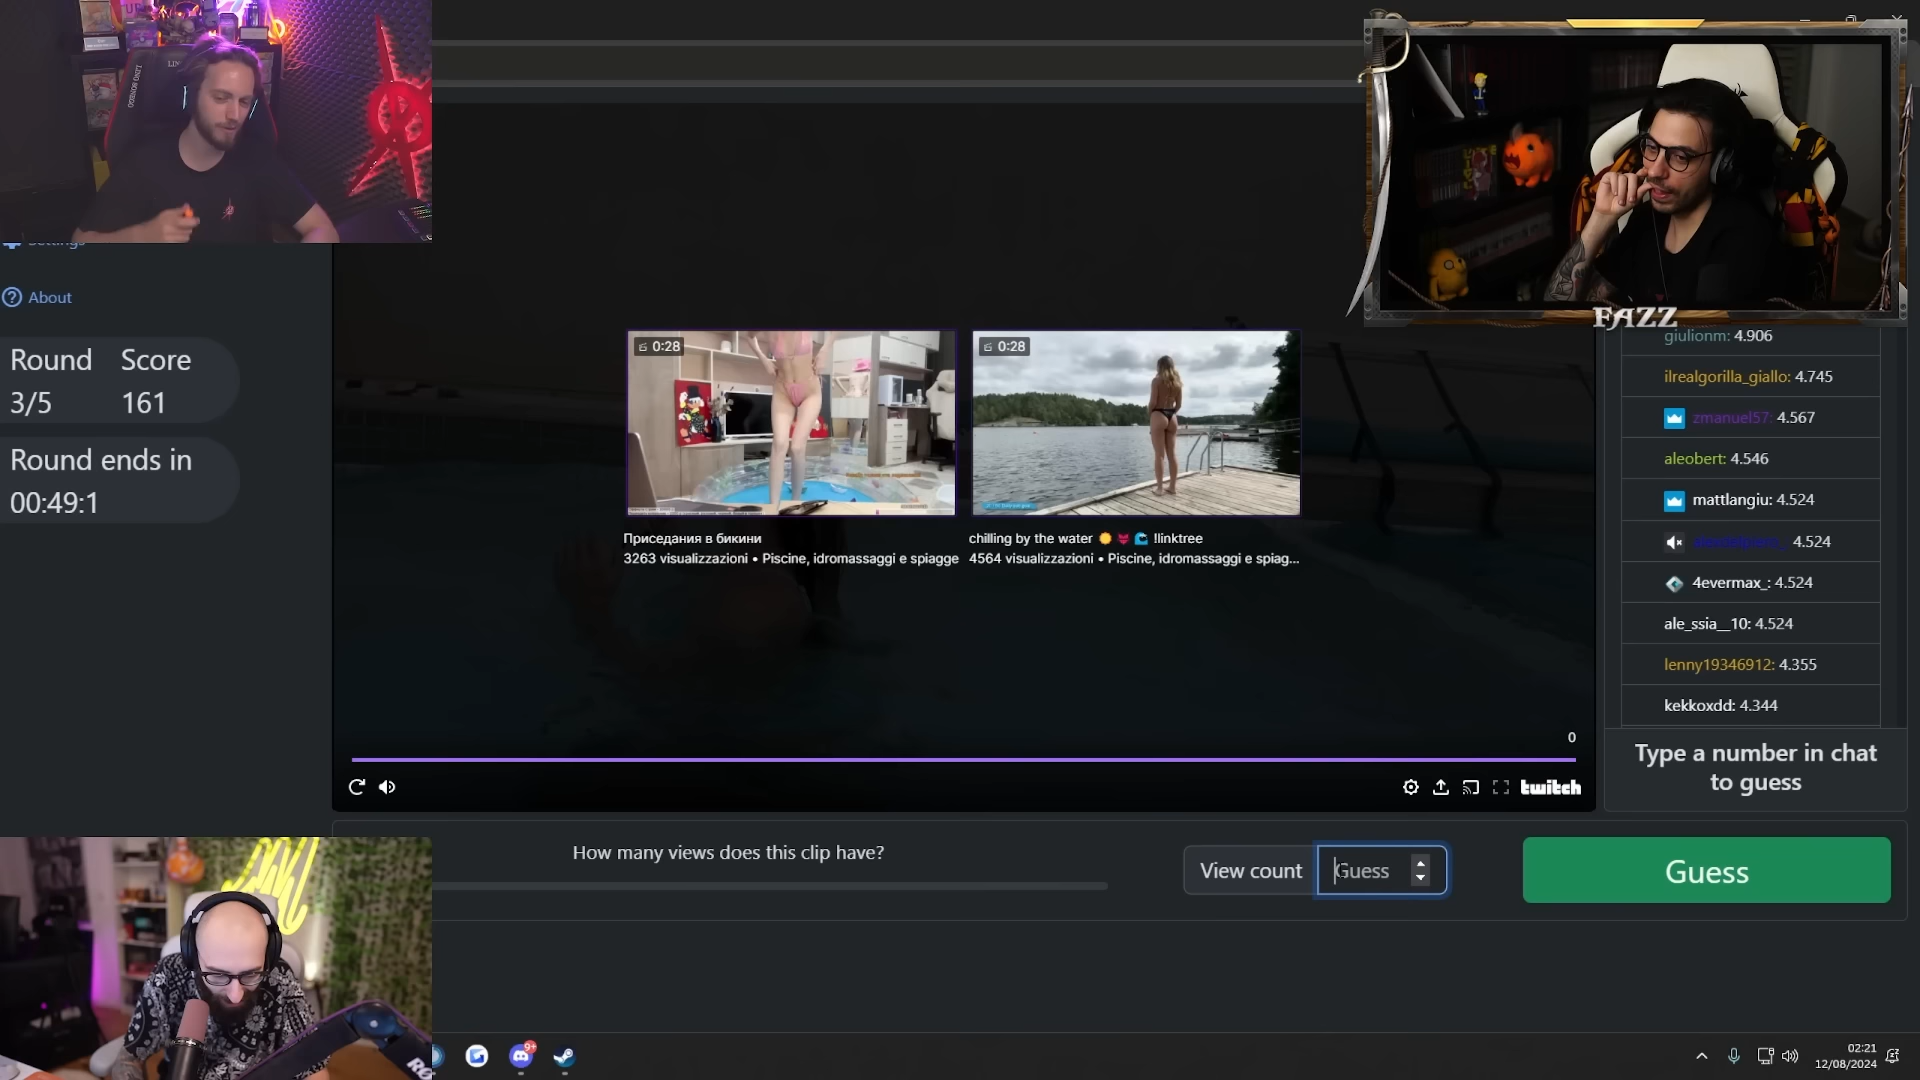 Settings
About
Round Score
3/5 161
Round ends in
00:49:1
0:28
0:28
Приседания в бикини
3263 visualizzazioni • Piscine, idromassaggi e spiagge
chilling by the water ☀️ 👙 🌊 !linktree
4564 visualizzazioni • Piscine, idromassaggi e spiag...
0
twitch
FAZZ
giulionm: 4.906
ilrealgorilla_giallo: 4.745
zmanuel57: 4.567
aleobert: 4.546
mattlangiu: 4.524
4.524
4evermax_: 4.524
ale_ssia__10: 4.524
lenny19346912: 4.355
kekkoxdd: 4.344
Type a number in chat
to guess
How many views does this clip have?
View count
Guess
Guess
9+
02:21
12/08/2024